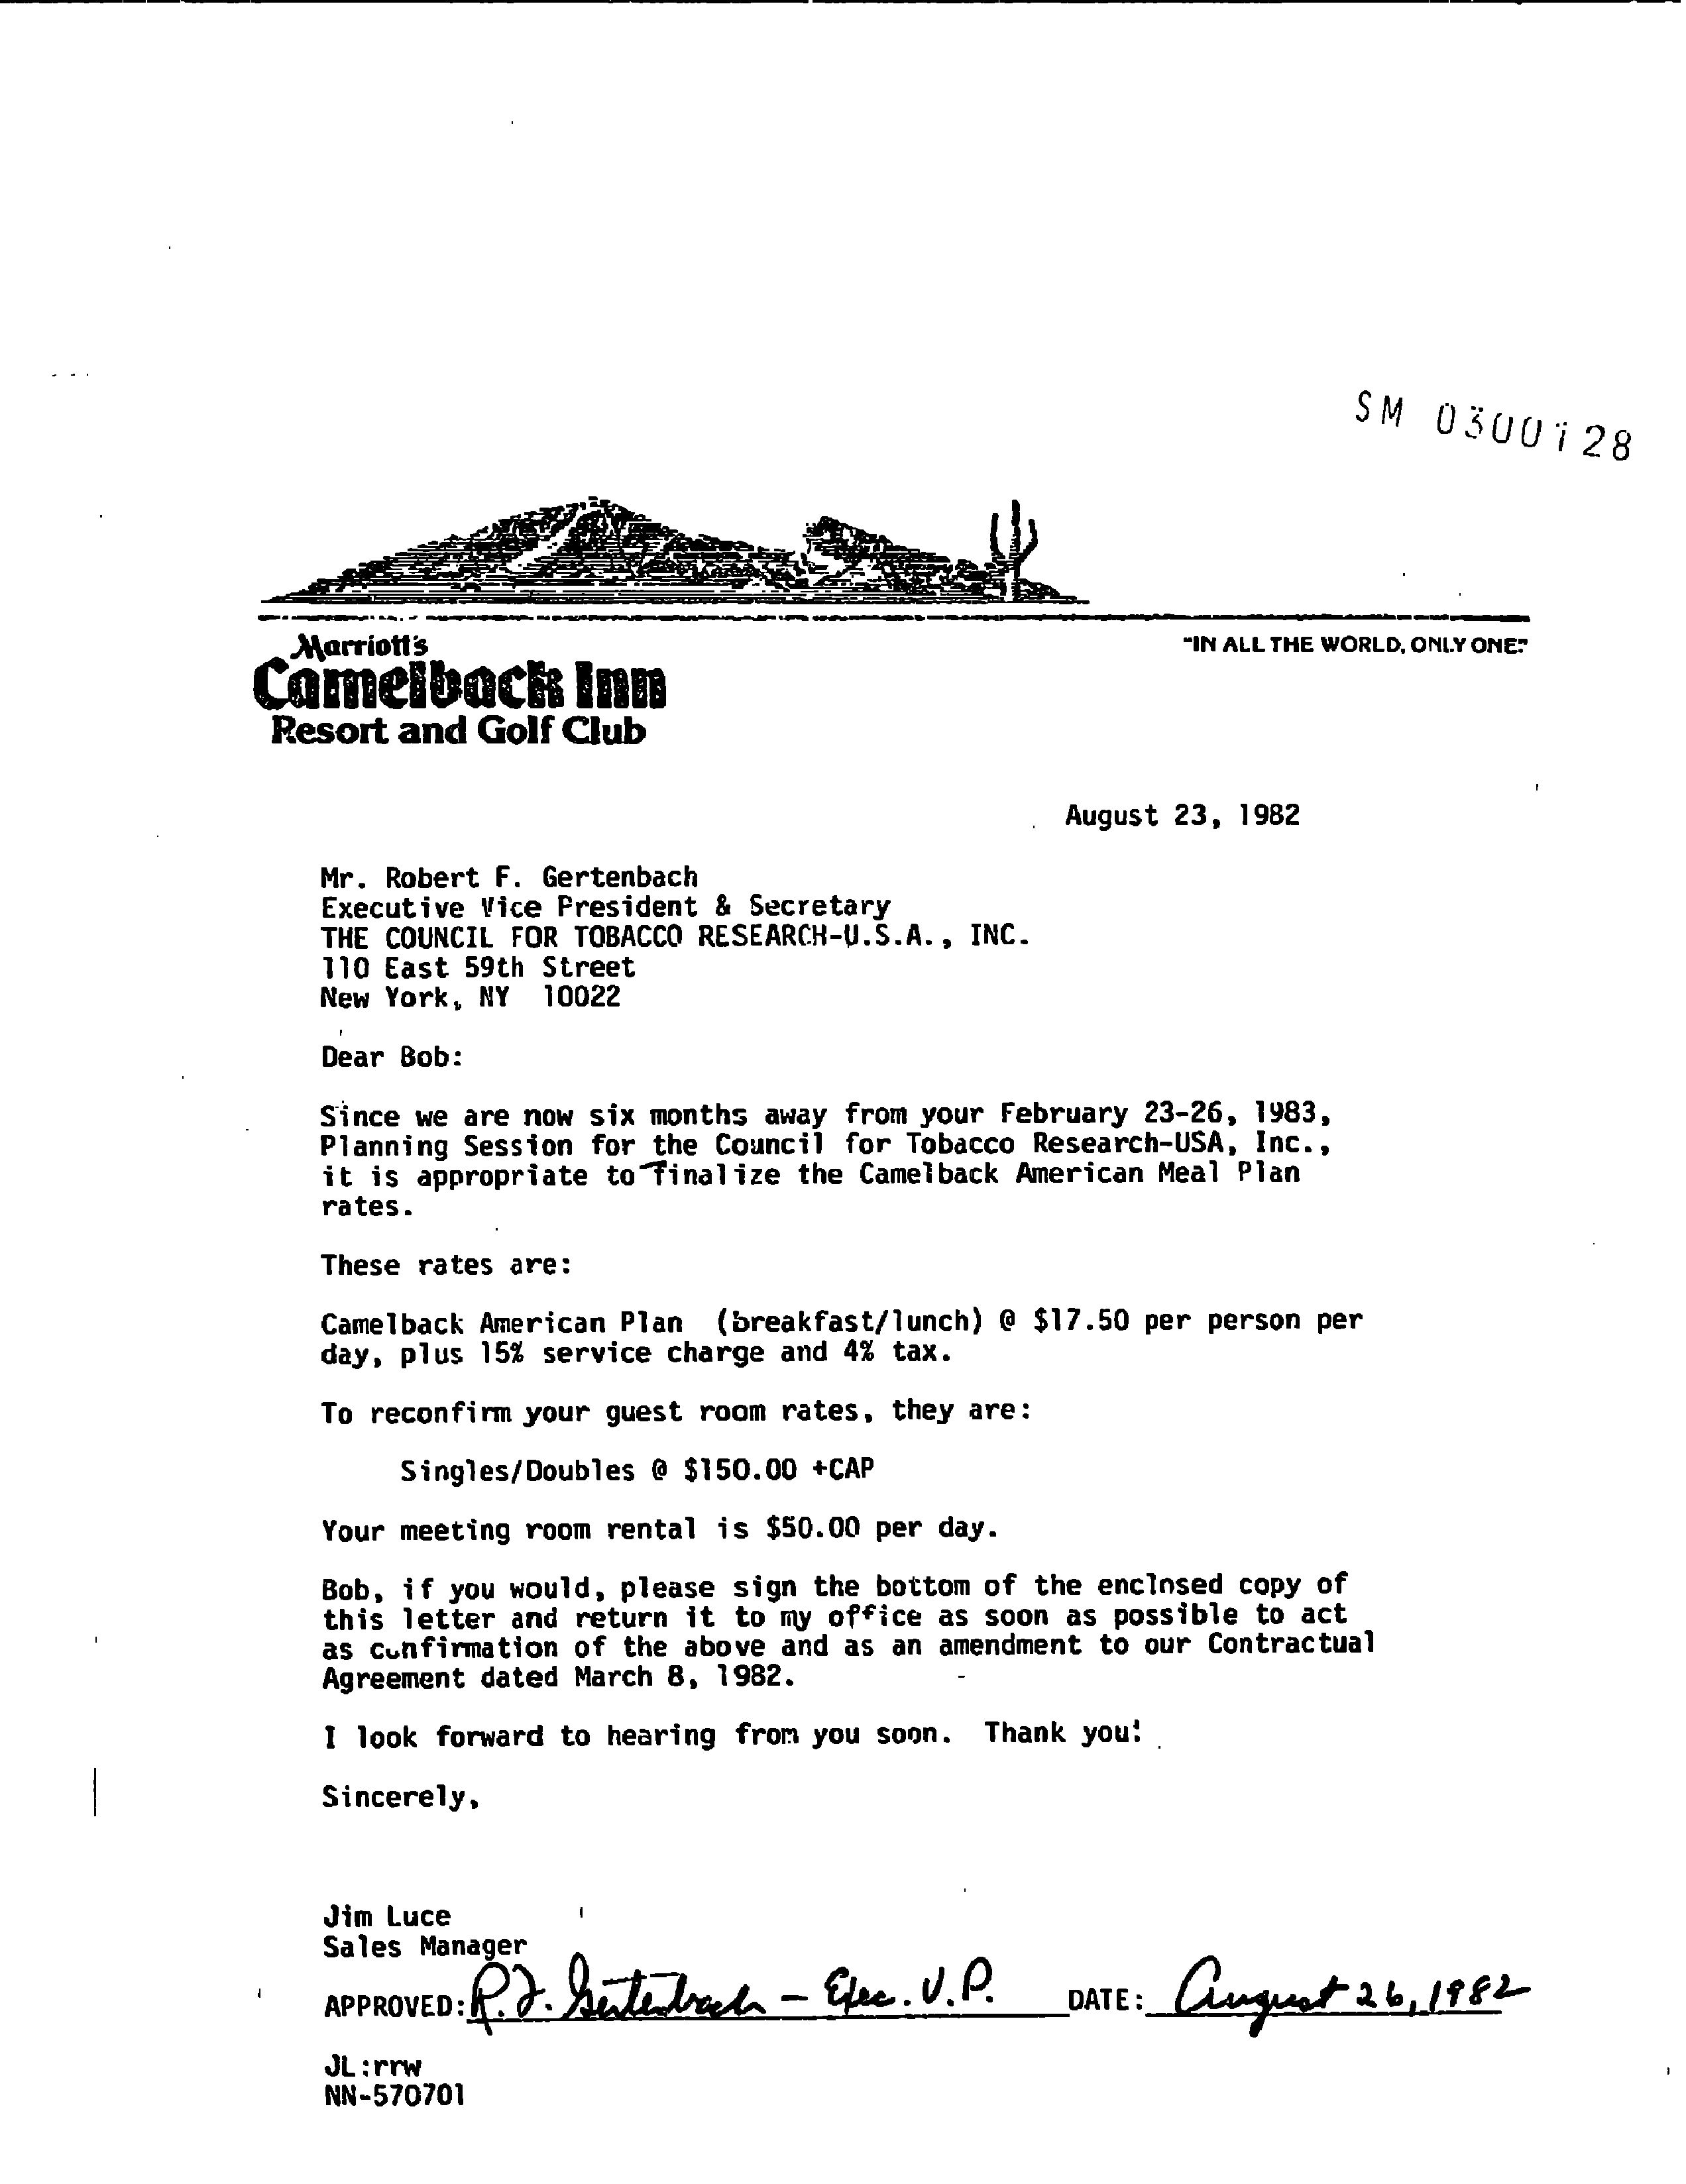 SM 0300128
Marriott's
Camelback Inn
Resort and Golf Club
"IN ALL THE WORLD, ONLY ONE."
August 23, 1982
Mr. Robert F. Gertenbach
Executive Vice President & Secretary
THE COUNCIL FOR TOBACCO RESEARCH-U.S.A., INC.
110 East 59th Street
New York, NY  10022
Dear Bob:
Since we are now six months away from your February 23-26, 1983,
Planning Session for the Council for Tobacco Research-USA, Inc.,
it is appropriate to finalize the Camelback American Meal Plan
rates.
These rates are:
Camelback American Plan  (breakfast/lunch) @ $17.50 per person per
day, plus 15% service charge and 4% tax.
To reconfirm your guest room rates, they are:
Singles/Doubles @ $150.00 +CAP
Your meeting room rental is $50.00 per day.
Bob, if you would, please sign the bottom of the enclosed copy of
this letter and return it to my office as soon as possible to act
as confirmation of the above and as an amendment to our Contractual
Agreement dated March 8, 1982.
I look forward to hearing from you soon.  Thank you!
Sincerely,
Jim Luce
Sales Manager
APPROVED: R.F. Gertenbach - Exec. V.P. DATE: August 26, 1982
JL:rrw
NN-570701